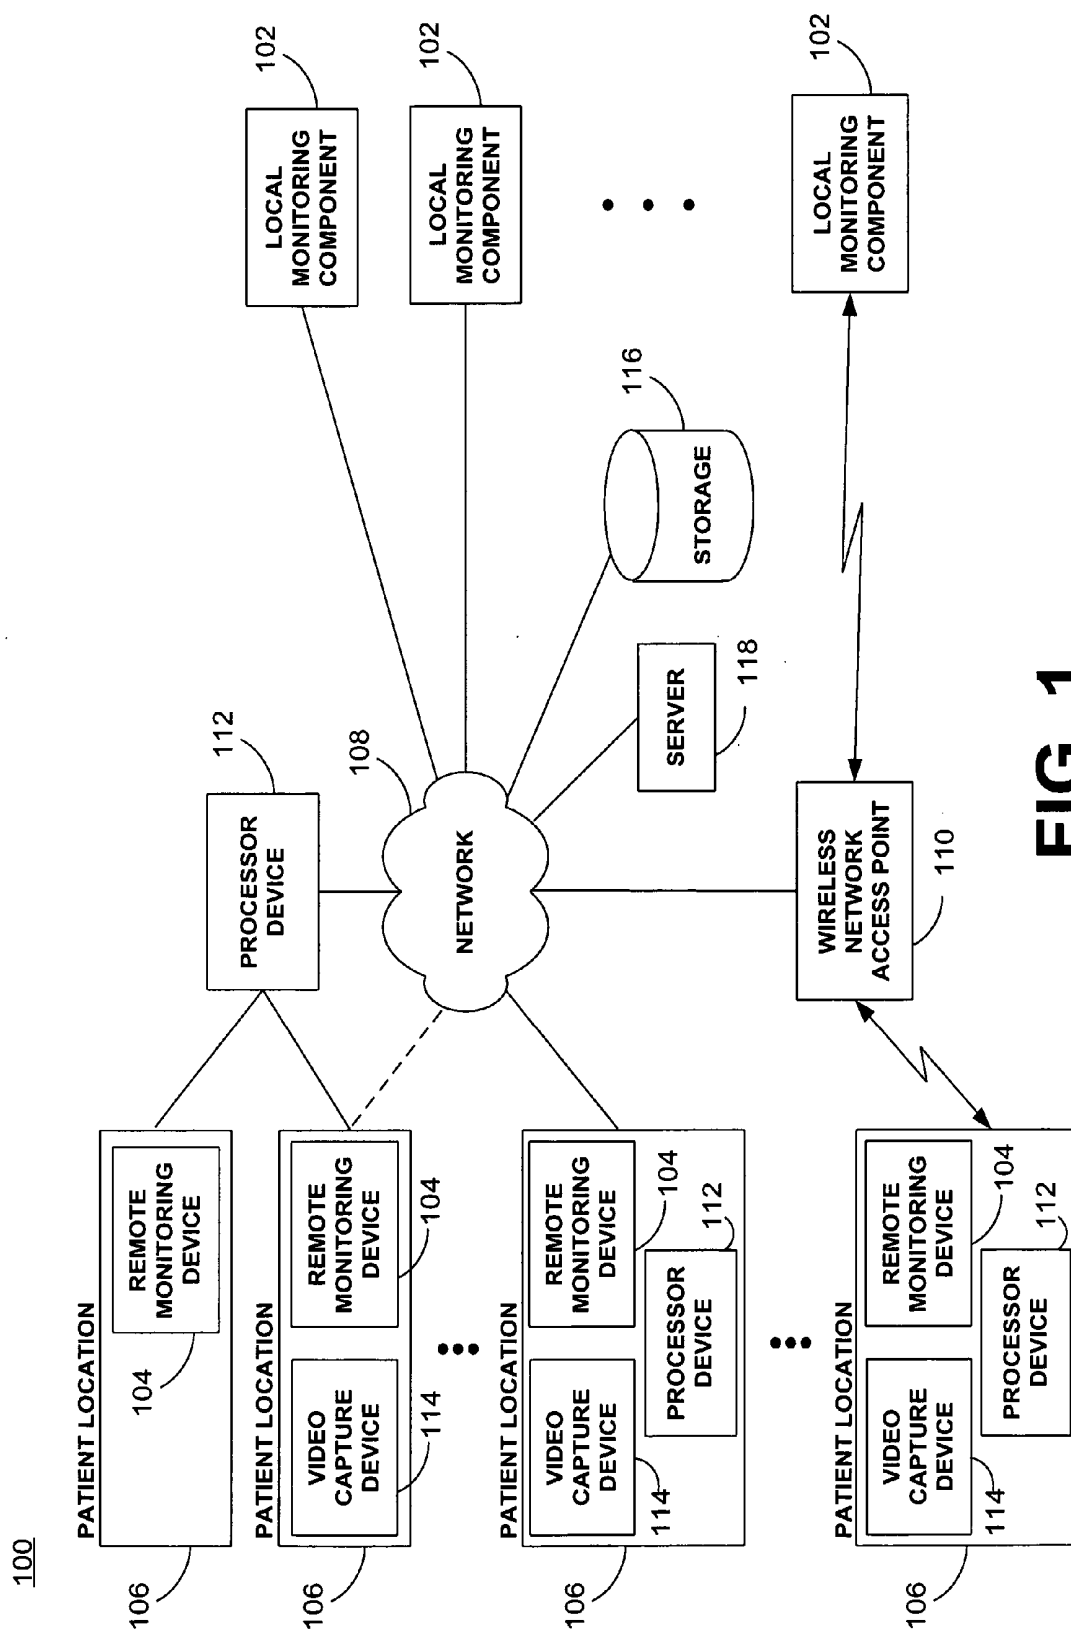 100
PATIENT LOCATION
106
REMOTE
MONITORING
DEVICE
104
PATIENT LOCATION
106
VIDEO
CAPTURE
DEVICE
114
REMOTE
MONITORING
DEVICE
104
PATIENT LOCATION
106
VIDEO
CAPTURE
DEVICE
114
REMOTE
MONITORING
DEVICE
104
PROCESSOR
DEVICE
112
PATIENT LOCATION
106
VIDEO
CAPTURE
DEVICE
114
REMOTE
MONITORING
DEVICE
104
PROCESSOR
DEVICE
112
PROCESSOR
DEVICE
112
NETWORK
108
WIRELESS
NETWORK
ACCESS POINT
110
SERVER
118
STORAGE
116
LOCAL
MONITORING
COMPONENT
102
LOCAL
MONITORING
COMPONENT
102
LOCAL
MONITORING
COMPONENT
102
FIG. 1